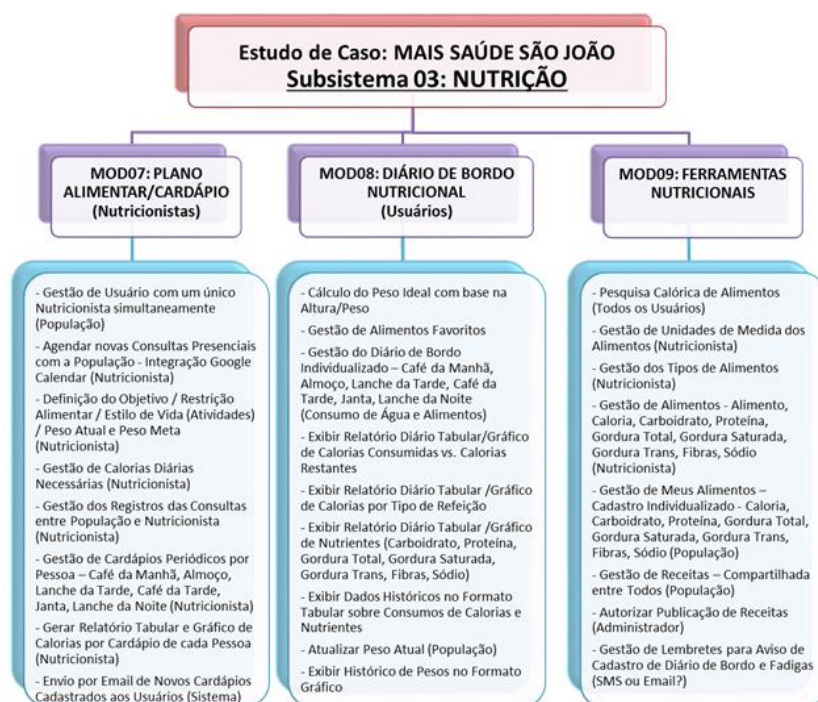 Estudo de Caso: MAIS SAÚDE SÃO JOÃO
Subsistema 03: NUTRIÇÃO
MOD07: PLANO
ALIMENTAR/CARDÁPIO
(Nutricionistas)
- Gestão de Usuário com um único
Nutricionista simultaneamente
(População)
- Agendar novas Consultas Presenciais
com a População - Integração Google
Calendar (Nutricionista)
- Definição do Objetivo / Restrição
Alimentar / Estilo de Vida (Atividades)
/ Peso Atual e Peso Meta
(Nutricionista)
- Gestão de Calorias Diárias
Necessárias (Nutricionista)
- Gestão dos Registros das Consultas
entre População e Nutricionista
(Nutricionista)
- Gestão de Cardápios Periódicos por
Pessoa – Café da Manhã, Almoço,
Lanche da Tarde, Café da Tarde,
Janta, Lanche da Noite (Nutricionista)
- Gerar Relatório Tabular e Gráfico de
Calorias por Cardápio de cada Pessoa
(Nutricionista)
- Envio por Email de Novos Cardápios
Cadastrados aos Usuários (Sistema)
MOD08: DIÁRIO DE BORDO
NUTRICIONAL
(Usuários)
- Cálculo do Peso Ideal com base na
Altura/Peso
- Gestão de Alimentos Favoritos
- Gestão do Diário de Bordo
Individualizado – Café da Manhã,
Almoço, Lanche da Tarde, Café da
Tarde, Janta, Lanche da Noite
(Consumo de Água e Alimentos)
- Exibir Relatório Diário Tabular/Gráfico
de Calorias Consumidas vs. Calorias
Restantes
- Exibir Relatório Diário Tabular /Gráfico
de Calorias por Tipo de Refeição
- Exibir Relatório Diário Tabular /Gráfico
de Nutrientes (Carboidrato, Proteína,
Gordura Total, Gordura Saturada,
Gordura Trans, Fibras, Sódio)
- Exibir Dados Históricos no Formato
Tabular sobre Consumos de Calorias e
Nutrientes
- Atualizar Peso Atual (População)
- Exibir Histórico de Pesos no Formato
Gráfico
MOD09: FERRAMENTAS
NUTRICIONAIS
- Pesquisa Calórica de Alimentos
(Todos os Usuários)
- Gestão de Unidades de Medida dos
Alimentos (Nutricionista)
- Gestão dos Tipos de Alimentos
(Nutricionista)
- Gestão de Alimentos - Alimento,
Caloria, Carboidrato, Proteína,
Gordura Total, Gordura Saturada,
Gordura Trans, Fibras, Sódio
(Nutricionista)
- Gestão de Meus Alimentos –
Cadastro Individualizado - Caloria,
Carboidrato, Proteína, Gordura Total,
Gordura Saturada, Gordura Trans,
Fibras, Sódio (População)
- Gestão de Receitas – Compartilhada
entre Todos (População)
- Autorizar Publicação de Receitas
(Administrador)
- Gestão de Lembretes para Aviso de
Cadastro de Diário de Bordo e Fadigas
(SMS ou Email?)